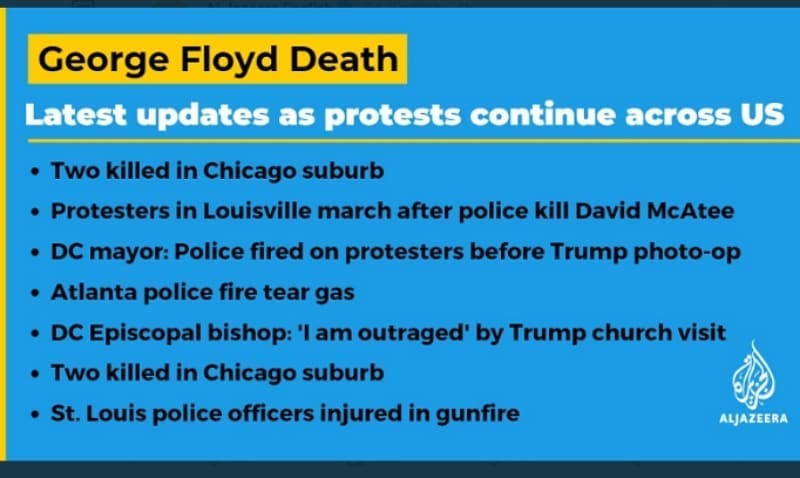 George Floyd Death
Latest updates as protests continue across US
• Two killed in Chicago suburb
• Protesters in Louisville march after police kill David McAtee
• DC mayor: Police fired on protesters before Trump photo-op
• Atlanta police fire tear gas
• DC Episcopal bishop: 'I am outraged' by Trump church visit
• Two killed in Chicago suburb
• St. Louis police officers injured in gunfire
ALJAZEERA